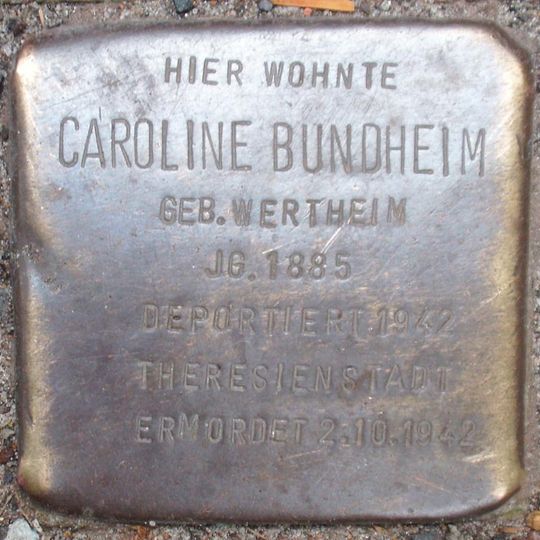 HIER WOHNTE
CAROLINE BUNDHEIM
GEB. WERTHEIM
JG. 1885
DEPORTIERT 1942
THERESIENSTADT
ERMORDET 2.10.1942